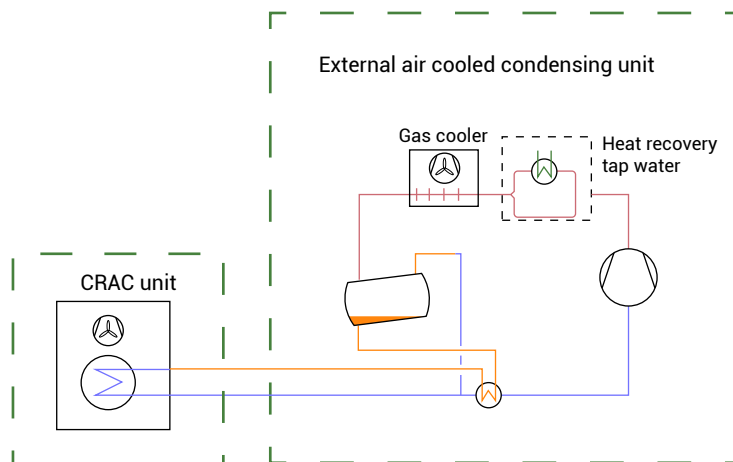 External air cooled condensing unit
Gas cooler
Heat recovery
tap water
CRAC unit